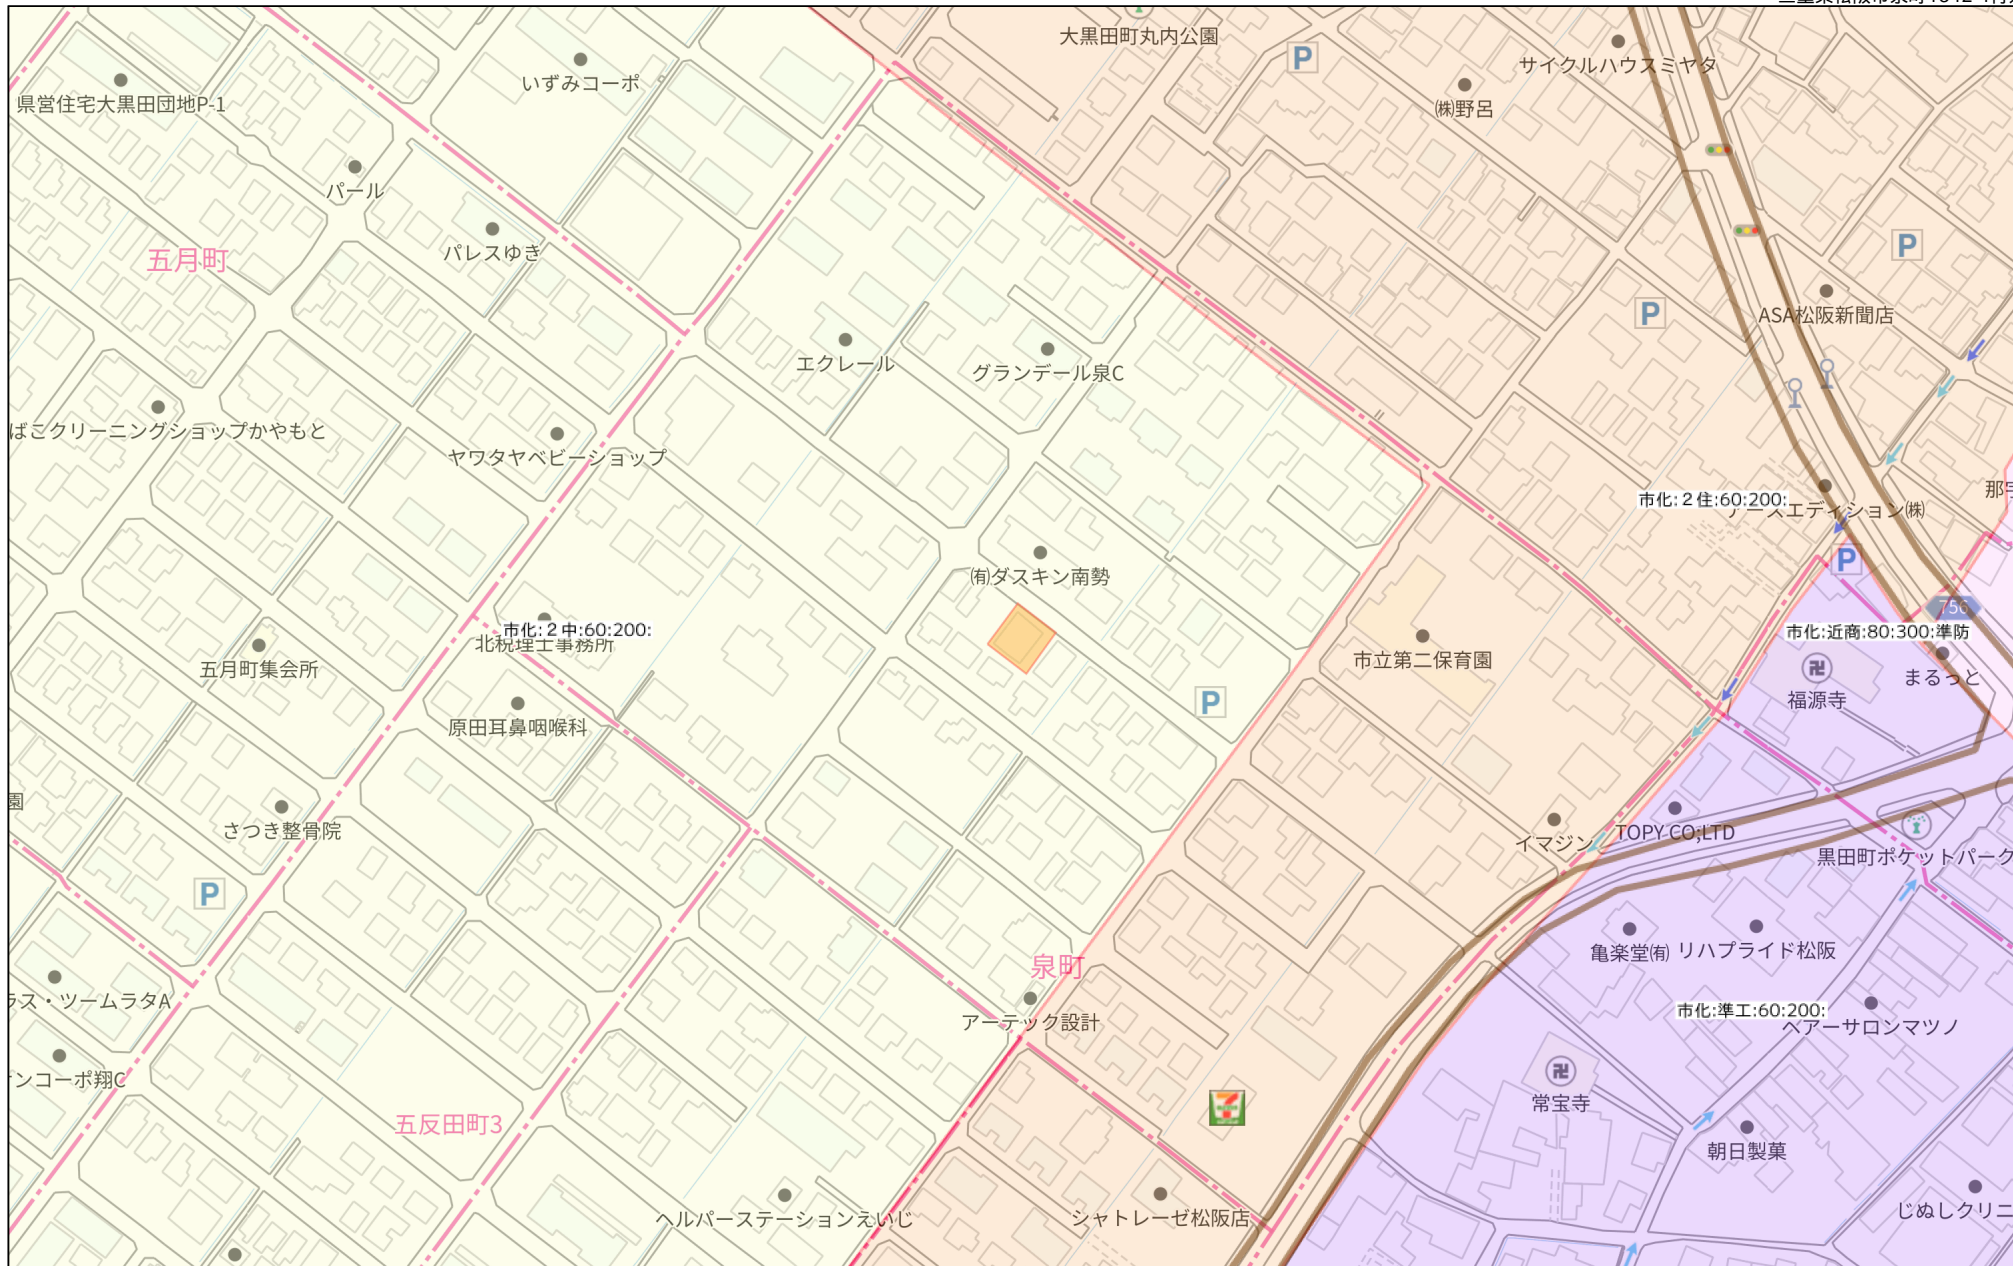 大黒田町丸内公園
P
サイクルハウスミヤタ
いずみコーポ
県営住宅大黒田団地P-1
㈱野呂
パール
パレスゆき
五月町
P
P
ASA松阪新聞店
エクレール
グランデール泉C
ばこクリーニングショップかやもと
ヤワタヤベビーショップ
市化:２住:60:200:
アースエディション㈱
P
㈲ダスキン南勢
756
市化:２中:60:200:
北税理士事務所
市化:近商:80:300:準防
五月町集会所
市立第二保育園
まるっと
卍
福源寺
原田耳鼻咽喉科
P
園
さつき整骨院
イマジン
TOPY CO;LTD
黒田町ポケットパーク
P
亀楽堂㈲
リハプライド松阪
泉町
ラス・ツームラタA
アーテック設計
市化:準工:60:200:
ヘアーサロンマツノ
ンコーポ翔C
卍
常宝寺
7
五反田町3
朝日製菓
ヘルパーステーションえいじ
シャトレーゼ松阪店
じぬしクリニ